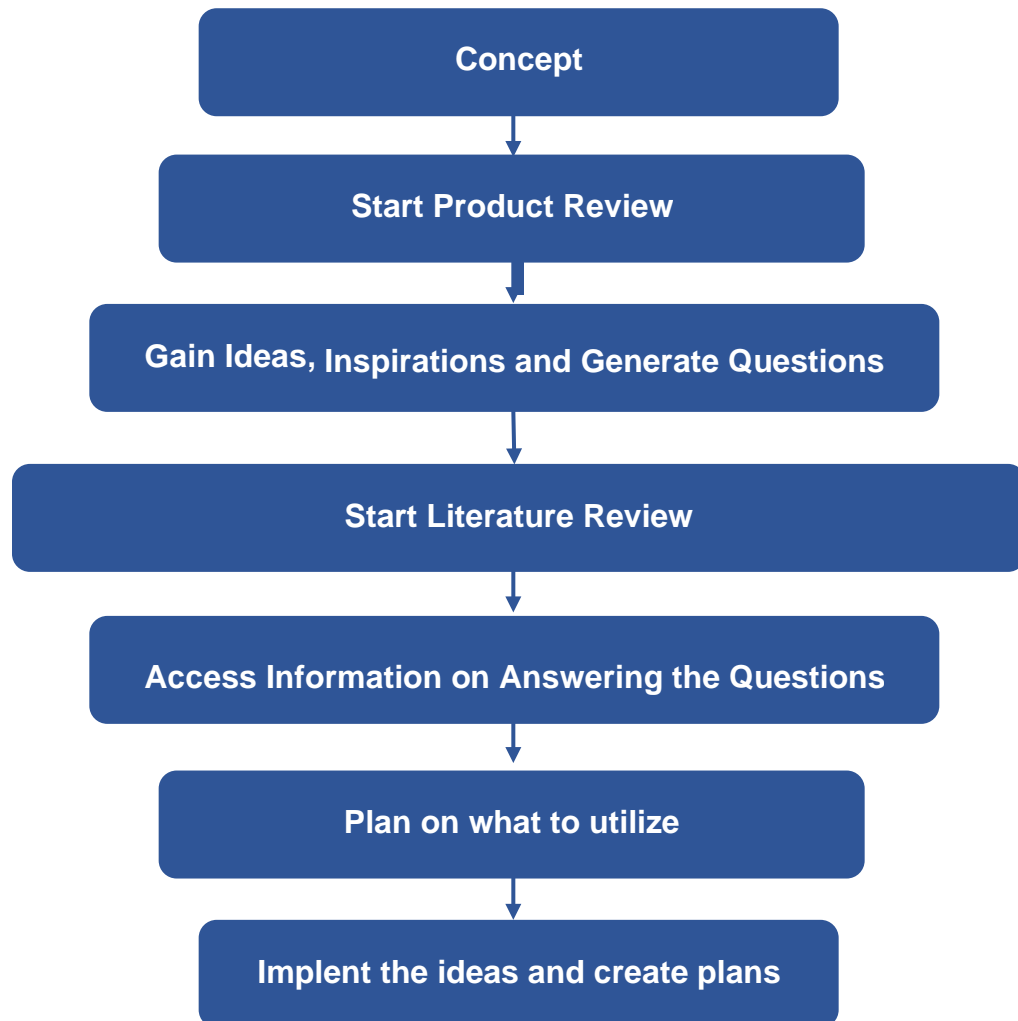 Concept
Start Product Review
Gain Ideas, Inspirations and Generate Questions
Start Literature Review
Access Information on Answering the Questions
Plan on what to utilize
Implent the ideas and create plans